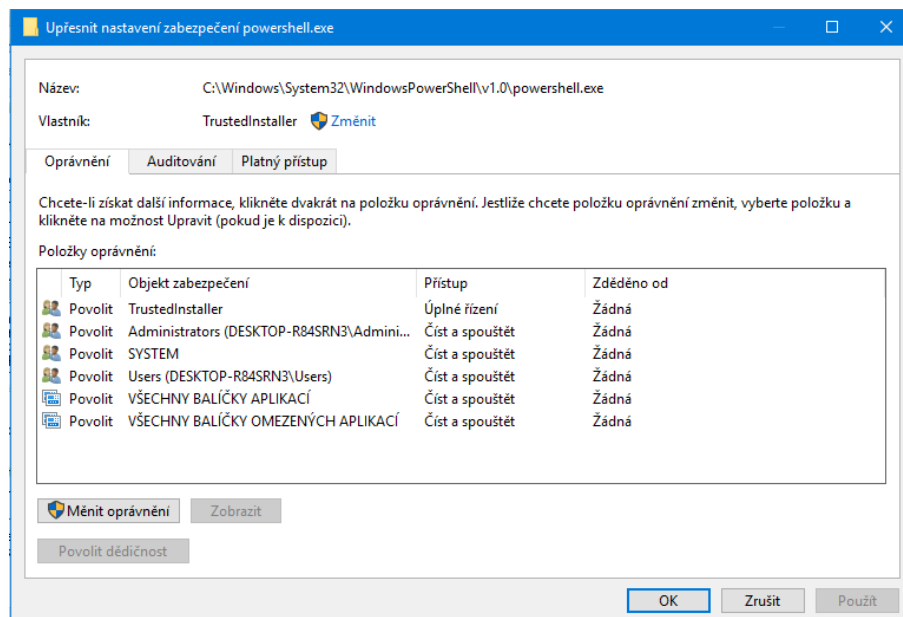 Upřesnit nastavení zabezpečení powershell.exe
Název: C:\Windows\System32\WindowsPowerShell\v1.0\powershell.exe
Vlastník: TrustedInstaller Změnit
Oprávnění Auditování Platný přístup
Chcete-li získat další informace, klikněte dvakrát na položku oprávnění. Jestliže chcete položku oprávnění změnit, vyberte položku a
klikněte na možnost Upravit (pokud je k dispozici).
Položky oprávnění:
Typ Objekt zabezpečení Přístup Zděděno od
Povolit TrustedInstaller Úplné řízení Žádná
Povolit Administrators (DESKTOP-R84SRN3\Admini... Číst a spouštět Žádná
Povolit SYSTEM Číst a spouštět Žádná
Povolit Users (DESKTOP-R84SRN3\Users) Číst a spouštět Žádná
Povolit VŠECHNY BALÍČKY APLIKACÍ Číst a spouštět Žádná
Povolit VŠECHNY BALÍČKY OMEZENÝCH APLIKACÍ Číst a spouštět Žádná
Měnit oprávnění Zobrazit
Povolit dědičnost
OK Zrušit Použít